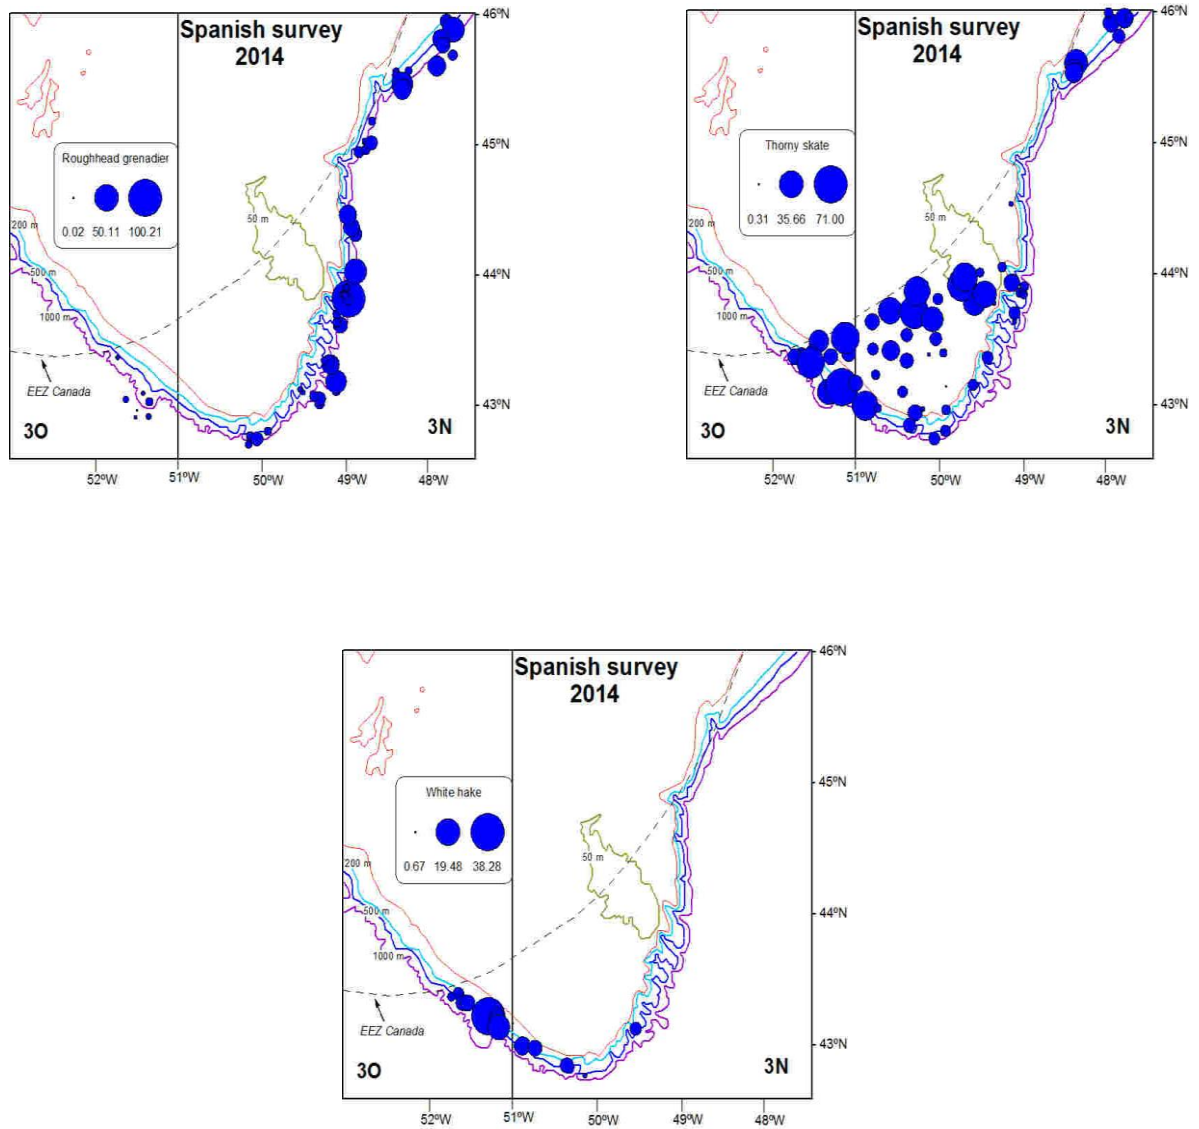 Spanish survey
2014
46ºN
Roughhead grenadier
0.02 50.11 100.21
45ºN
50 m
200 m
500 m
1000 m
44ºN
EEZ Canada
43ºN
3O
3N
52ºW 51ºW 50ºW 49ºW 48ºW
Spanish survey
2014
46ºN
Thorny skate
0.31 35.66 71.00
45ºN
50 m
200 m
500 m
1000 m
44ºN
EEZ Canada
43ºN
3O
3N
52ºW 51ºW 50ºW 49ºW 48ºW
Spanish survey
2014
46ºN
White hake
0.67 19.48 38.28
45ºN
50 m
200 m
500 m
1000 m
44ºN
EEZ Canada
43ºN
3O
3N
52ºW 51ºW 50ºW 49ºW 48ºW